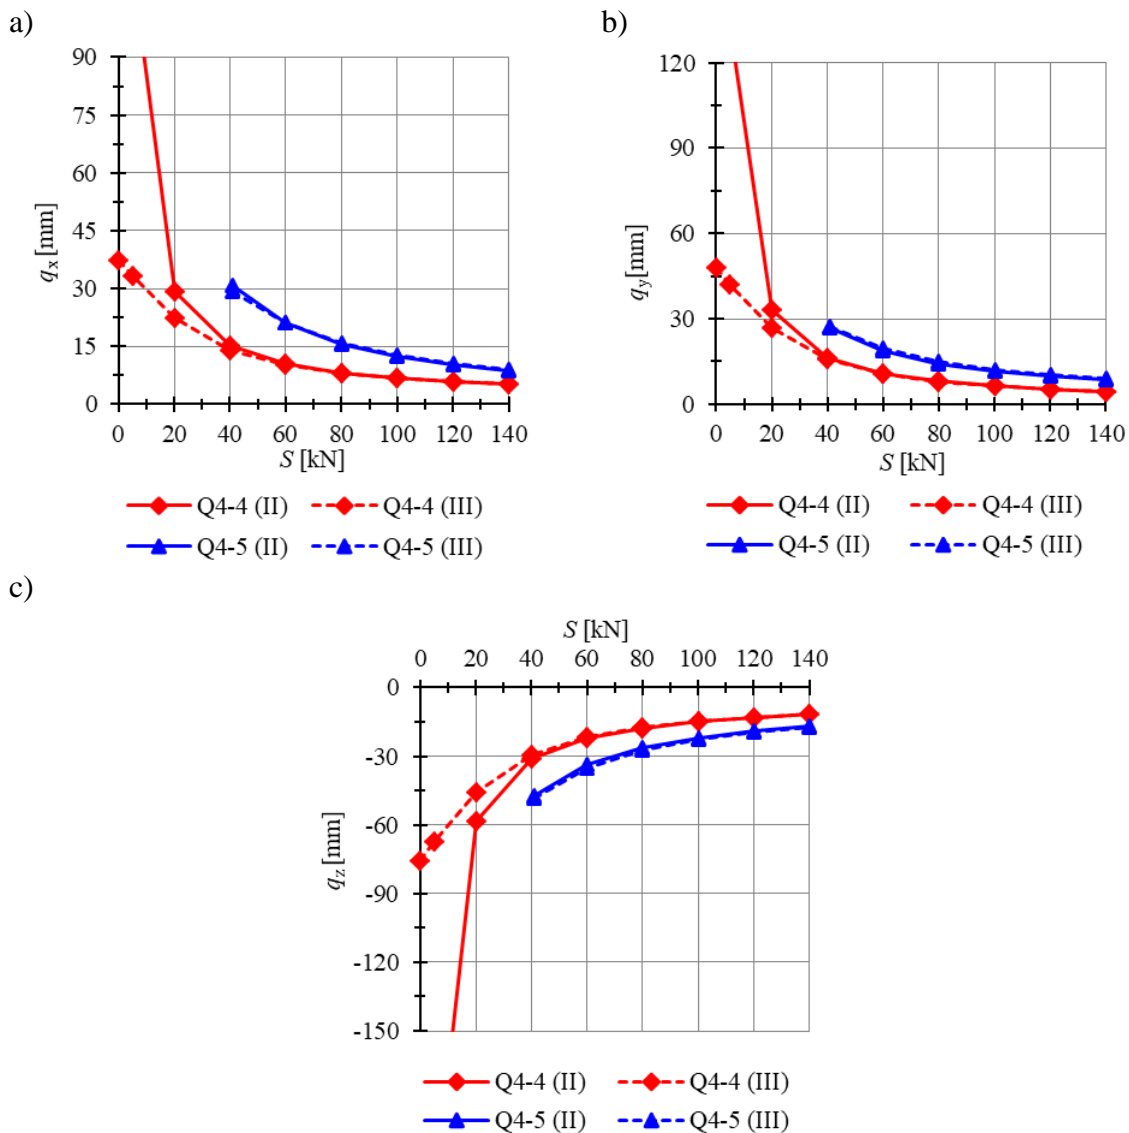 a)
90
75
60
45
30
15
0
qx [mm]
0 20 40 60 80 100 120 140
S [kN]
Q4-4 (II) Q4-4 (III)
Q4-5 (II) Q4-5 (III)
b)
120
90
60
30
0
qy [mm]
0 20 40 60 80 100 120 140
S [kN]
Q4-4 (II) Q4-4 (III)
Q4-5 (II) Q4-5 (III)
c)
S [kN]
0 20 40 60 80 100 120 140
0
-30
-60
-90
-120
-150
qz [mm]
Q4-4 (II) Q4-4 (III)
Q4-5 (II) Q4-5 (III)